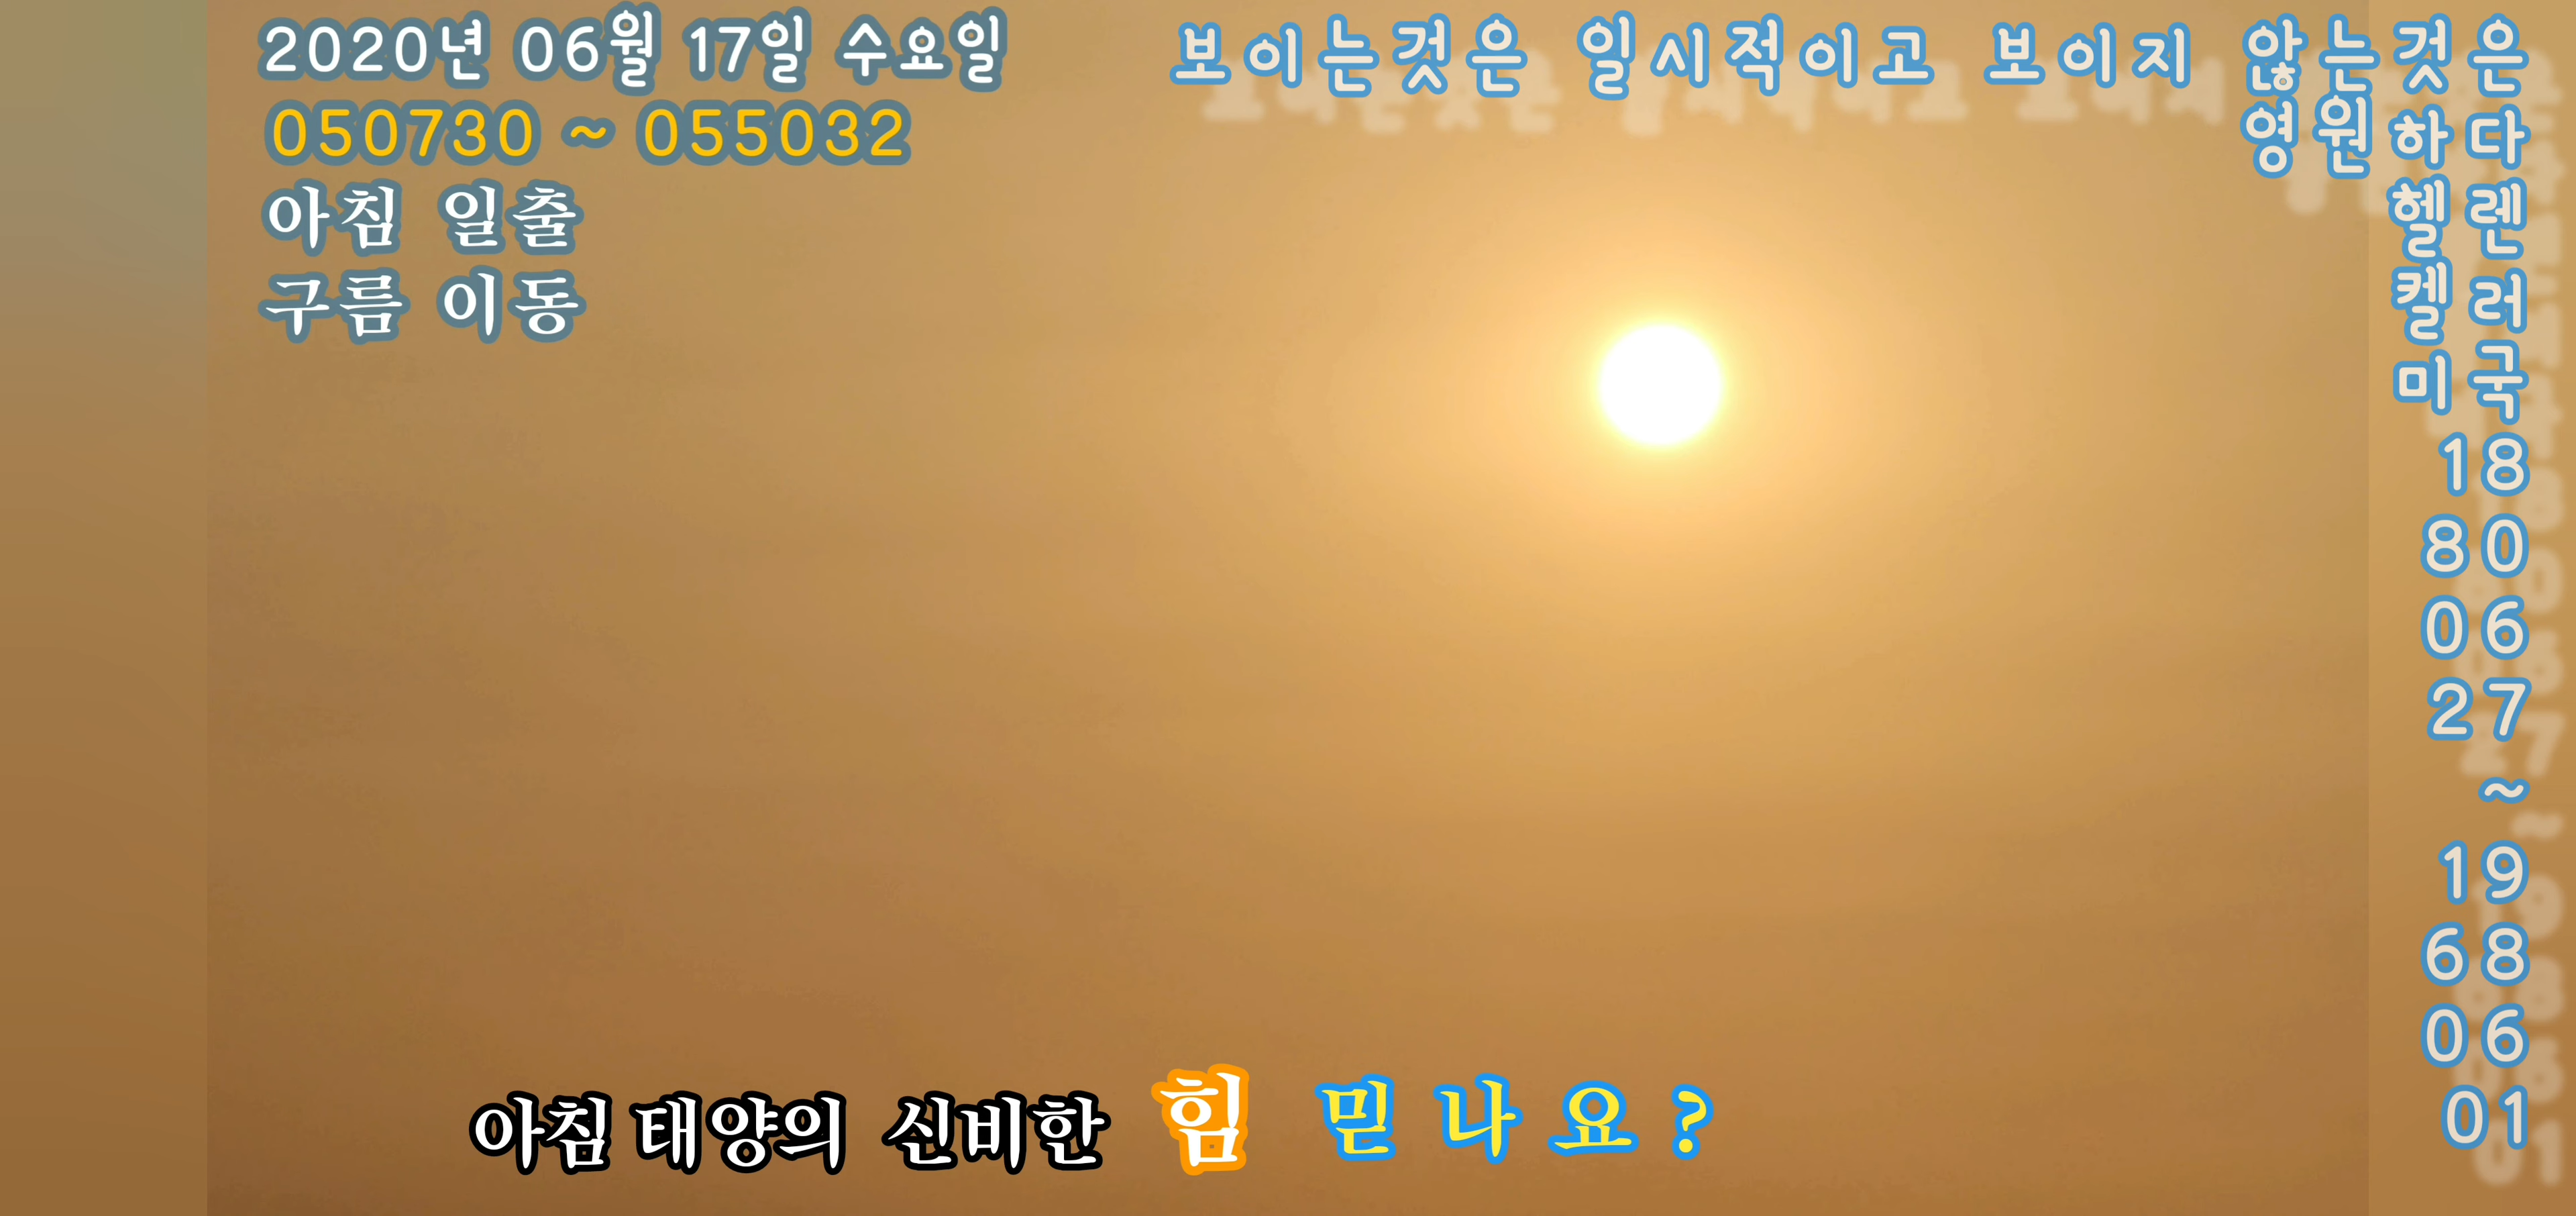 2020년 06월 17일 수요일
050730 ~ 055032
아침 일출
구름 이동
보이는것은 일시적이고 보이지 않는것은
영원하다
헬렌
켈러
미국
18
80
06
27
~
19
68
06
01
아침 태양의 신비한 힘 믿나요?